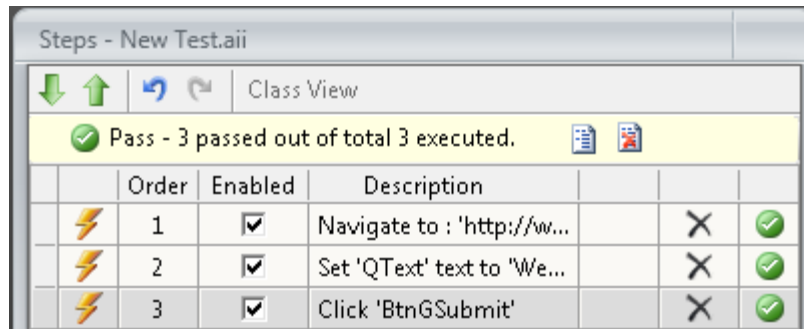 Steps - New Test.aii
Class View
Pass - 3 passed out of total 3 executed.
Order Enabled Description
1 Navigate to : 'http://w...
2 Set 'QText' text to 'We...
3 Click 'BtnGSubmit'